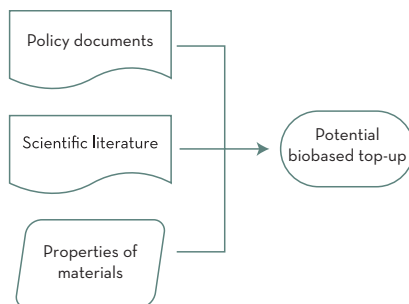 Policy documents
Scientific literature
Properties of
materials
Potential
biobased top-up